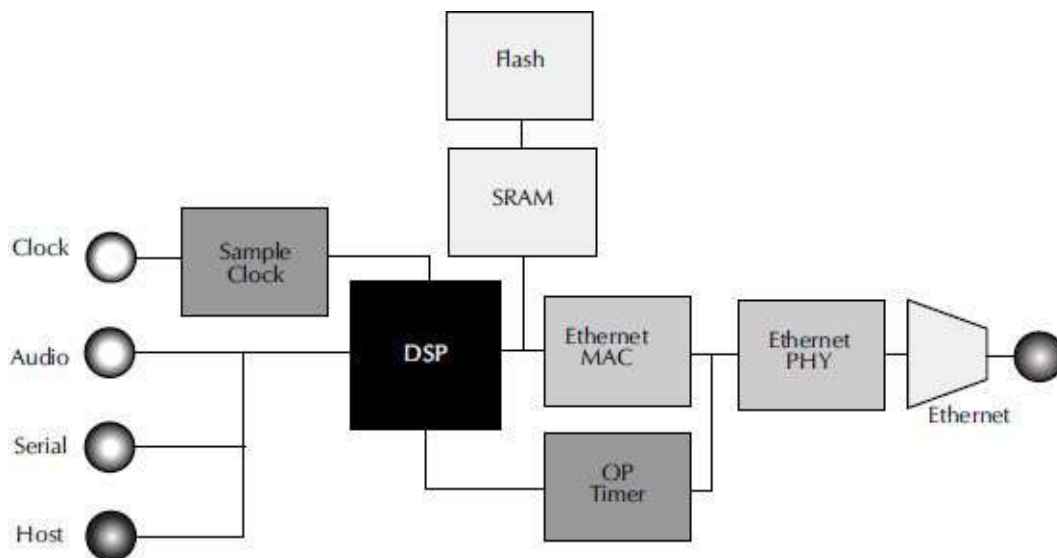 Flash
SRAM
Clock
Sample
Clock
Audio
DSP
Ethernet
MAC
Ethernet
PHY
Ethernet
Serial
OP
Timer
Host